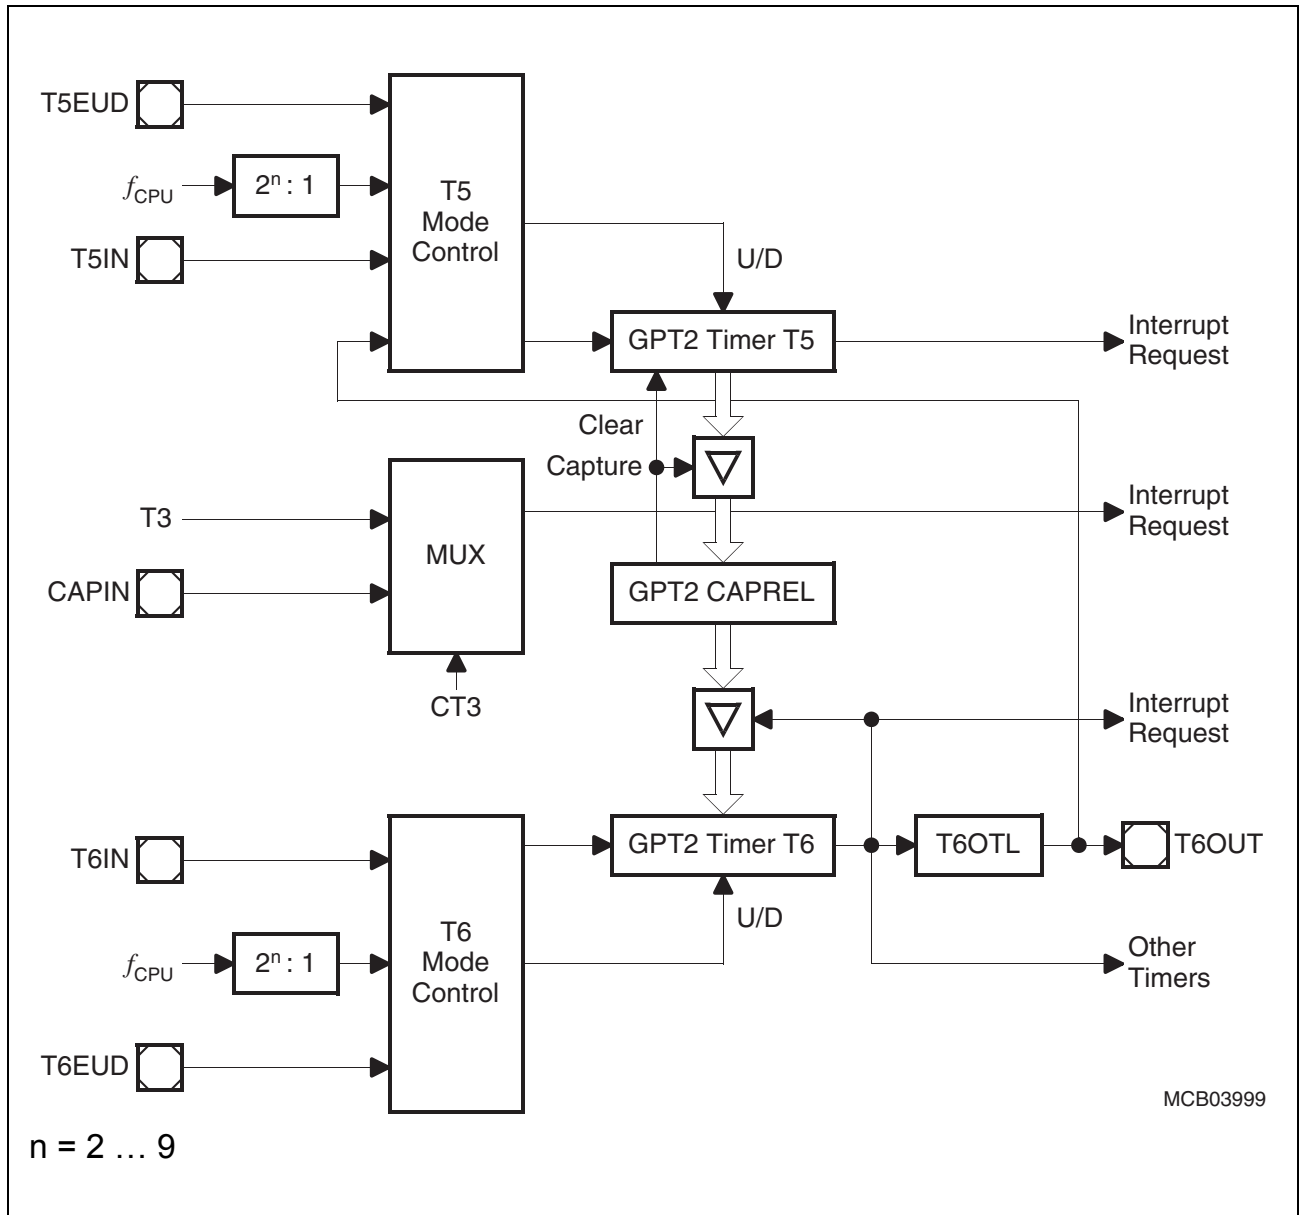 T5EUD
fCPU
2ⁿ : 1
T5IN
T5
Mode
Control
U/D
GPT2 Timer T5
Interrupt
Request
Clear
Capture
T3
CAPIN
MUX
CT3
Interrupt
Request
GPT2 CAPREL
Interrupt
Request
T6IN
fCPU
2ⁿ : 1
T6EUD
T6
Mode
Control
GPT2 Timer T6
U/D
T6OTL
T6OUT
Other
Timers
MCB03999
n = 2 … 9